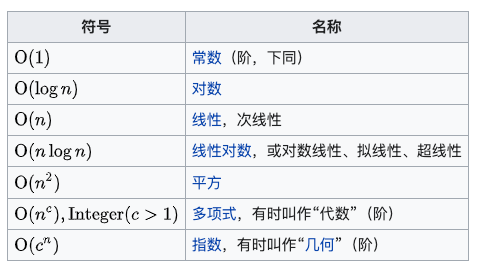 符号 名称
O(1) 常数（阶，下同）
O(log n) 对数
O(n) 线性，次线性
O(n log n) 线性对数，或对数线性、拟线性、超线性
O(n²) 平方
O(nᶜ), Integer(c > 1) 多项式，有时叫作“代数”（阶）
O(cⁿ) 指数，有时叫作“几何”（阶）